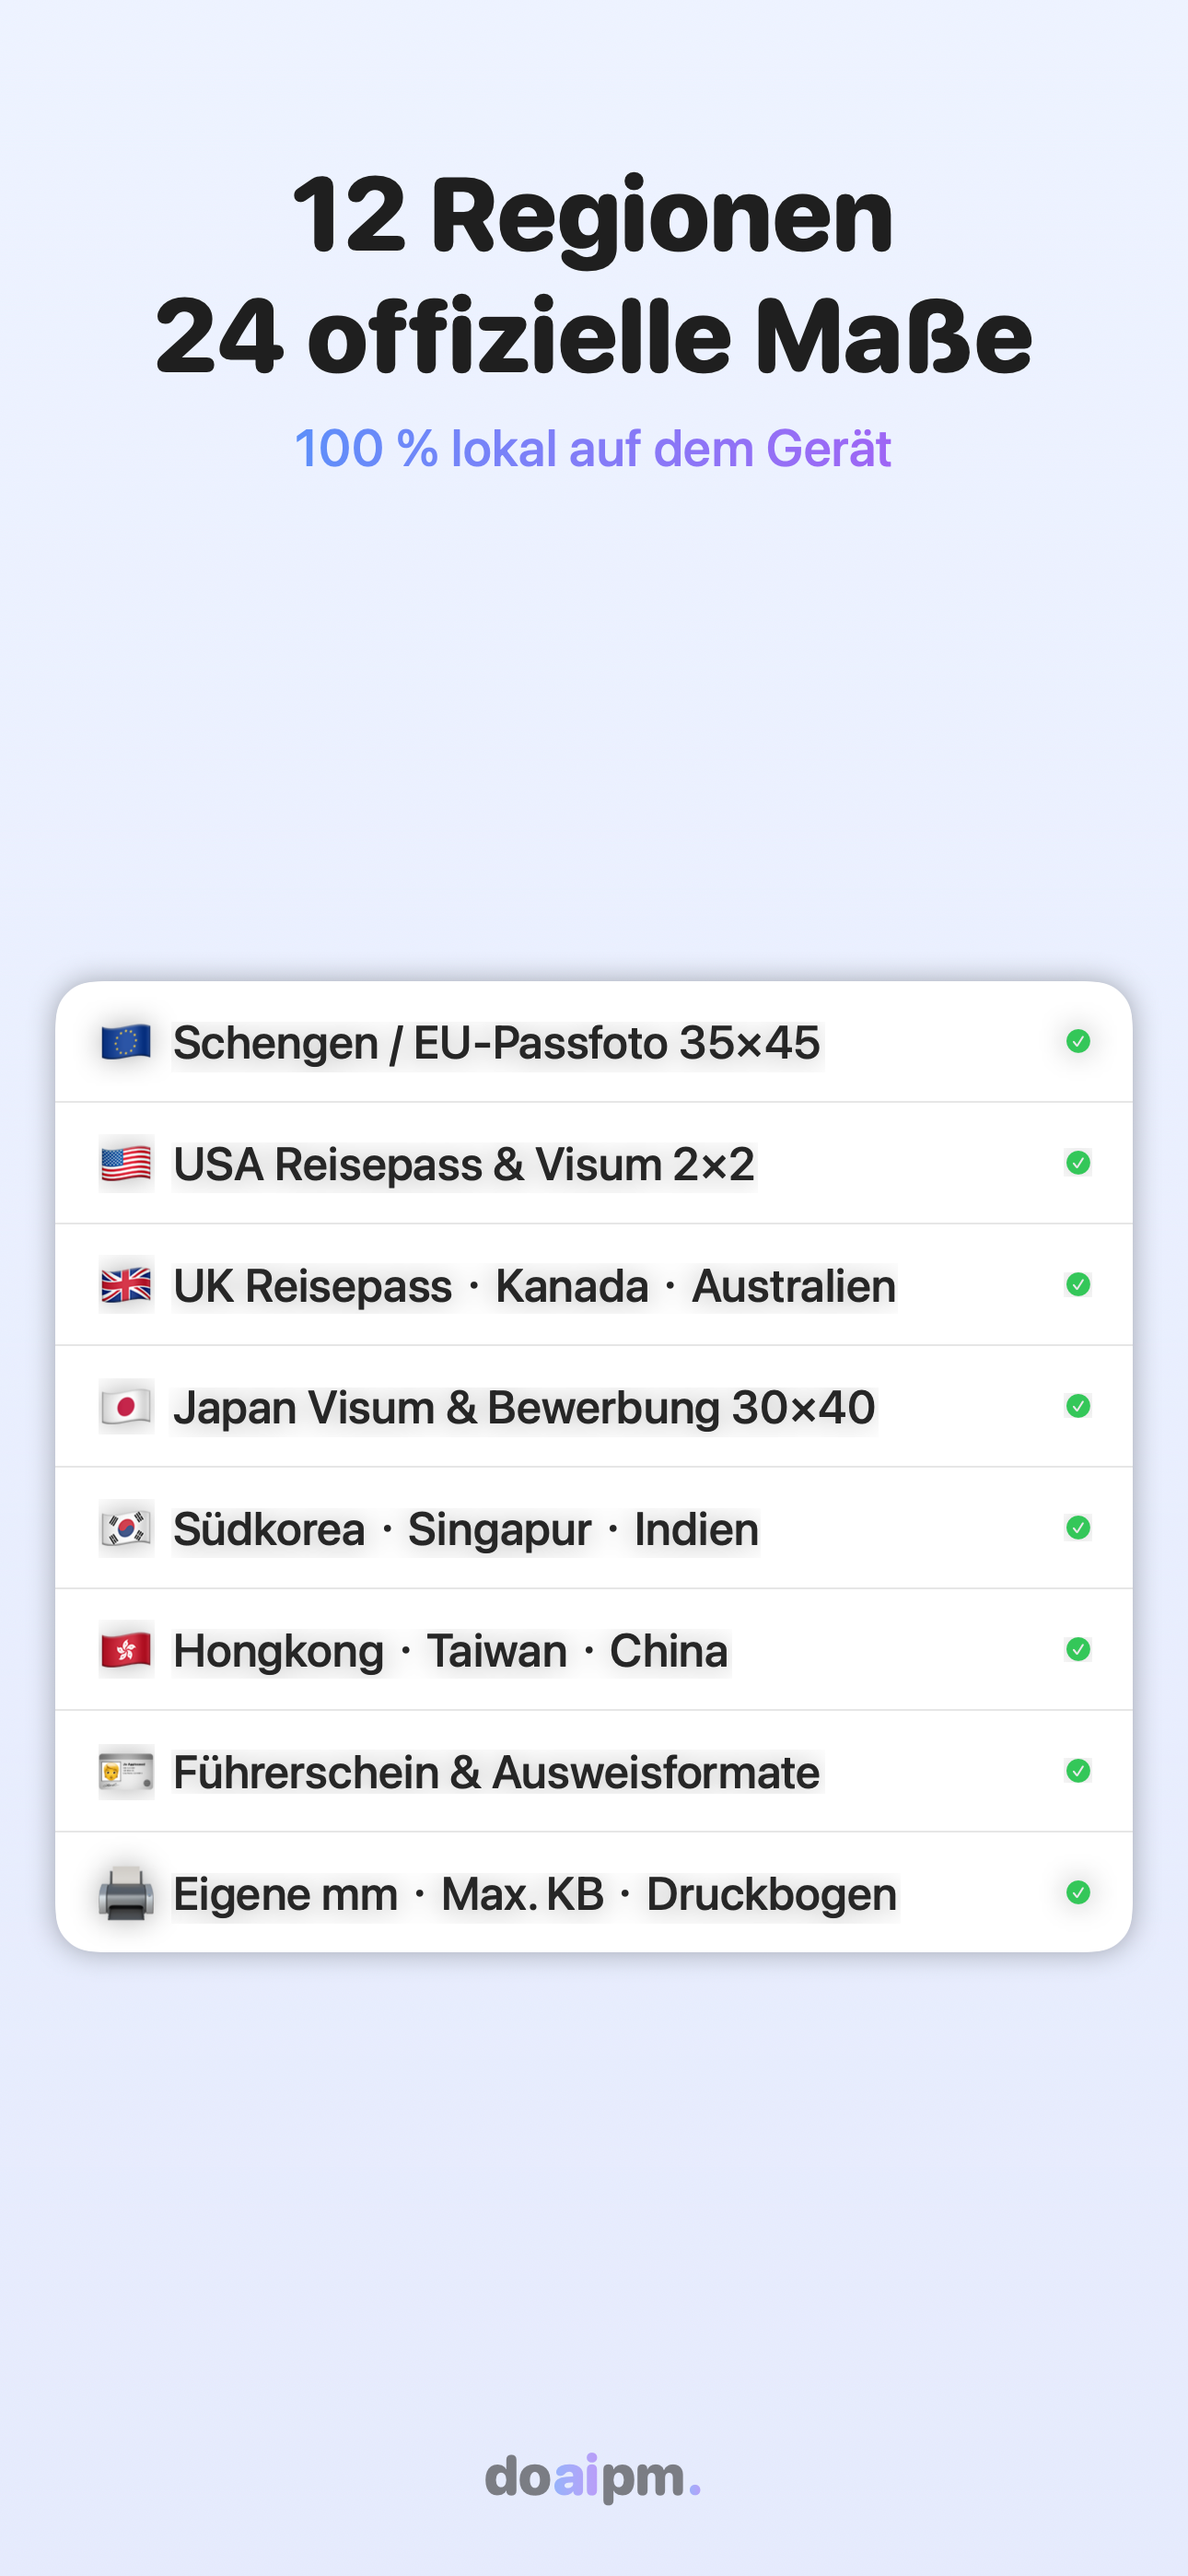 12 Regionen
24 offizielle Maße
100 % lokal auf dem Gerät
Schengen / EU-Passfoto 35×45
USA Reisepass & Visum 2×2
UK Reisepass · Kanada · Australien
Japan Visum & Bewerbung 30×40
Südkorea · Singapur · Indien
Hongkong · Taiwan · China
Führerschein & Ausweisformate
Eigene mm · Max. KB · Druckbogen
doaipm.